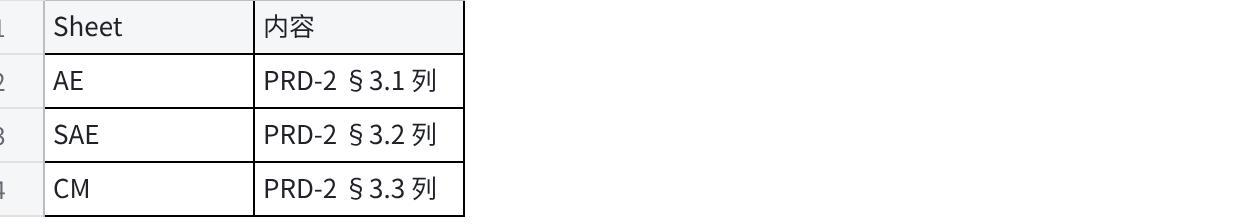 1 Sheet 内容
2 AE PRD-2 §3.1 列
3 SAE PRD-2 §3.2 列
4 CM PRD-2 §3.3 列